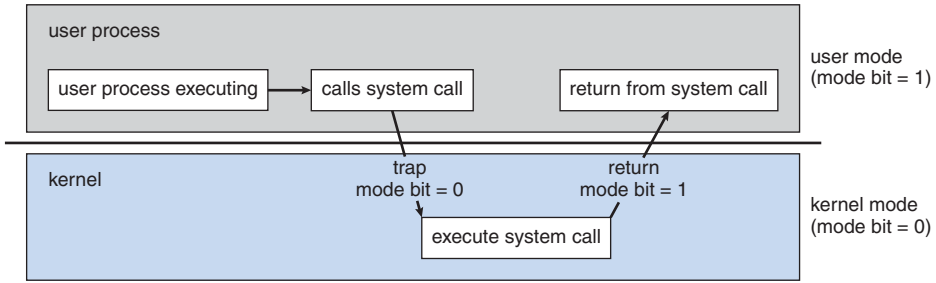 user process
user process executing
calls system call
return from system call
user mode
(mode bit = 1)
trap
mode bit = 0
return
mode bit = 1
kernel
execute system call
kernel mode
(mode bit = 0)